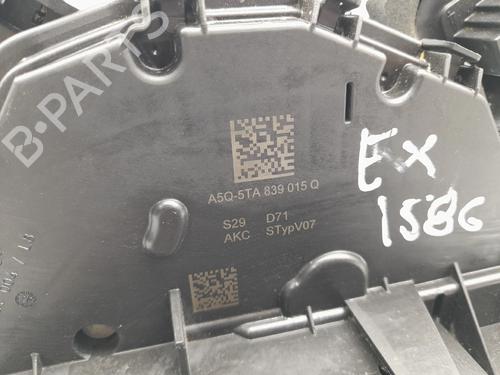 B-PARTS
A5Q-5TA 839 015 Q
S29 D71
AKC STypV07
EX
1586